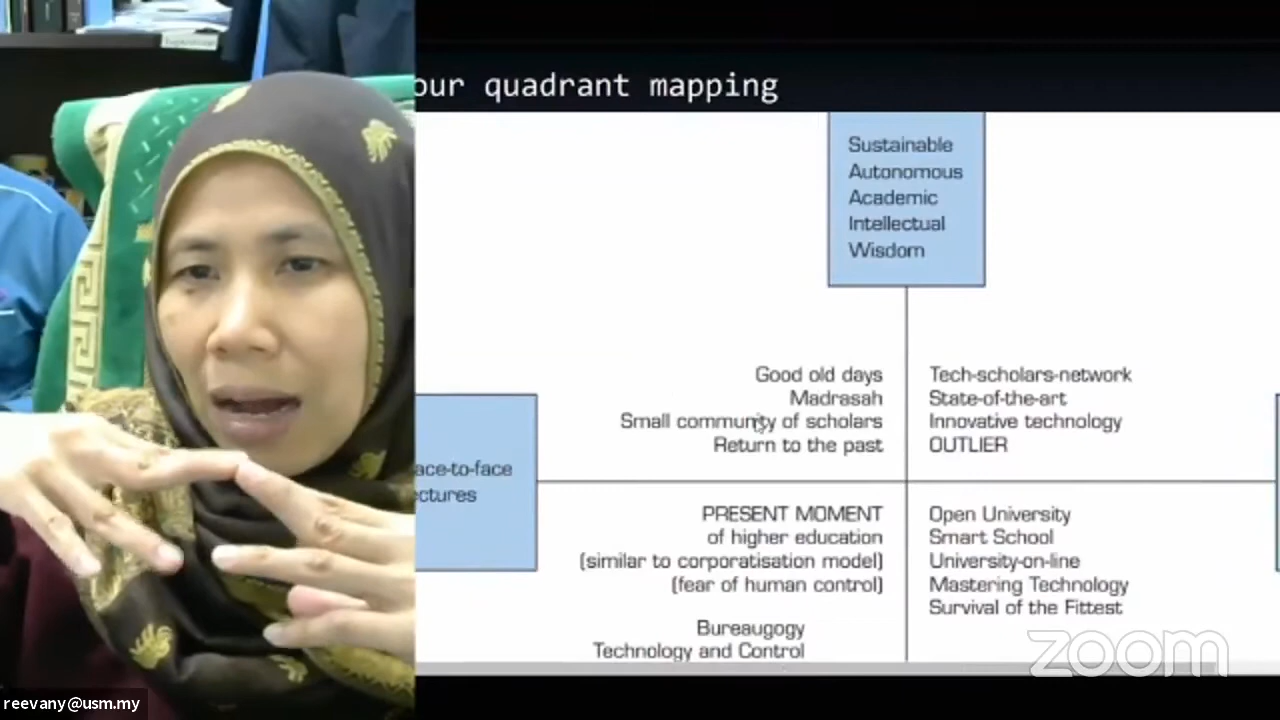 our quadrant mapping
Sustainable
Autonomous
Academic
Intellectual
Wisdom
Good old days
Madrasah
Small community of scholars
Return to the past
Tech-scholars-network
State-of-the-art
Innovative technology
OUTLIER
ace-to-face
ectures
PRESENT MOMENT
of higher education
(similar to corporatisation model)
(fear of human control)
Bureaugogy
Technology and Control
Open University
Smart School
University-on-line
Mastering Technology
Survival of the Fittest
zoom
reevany@usm.my